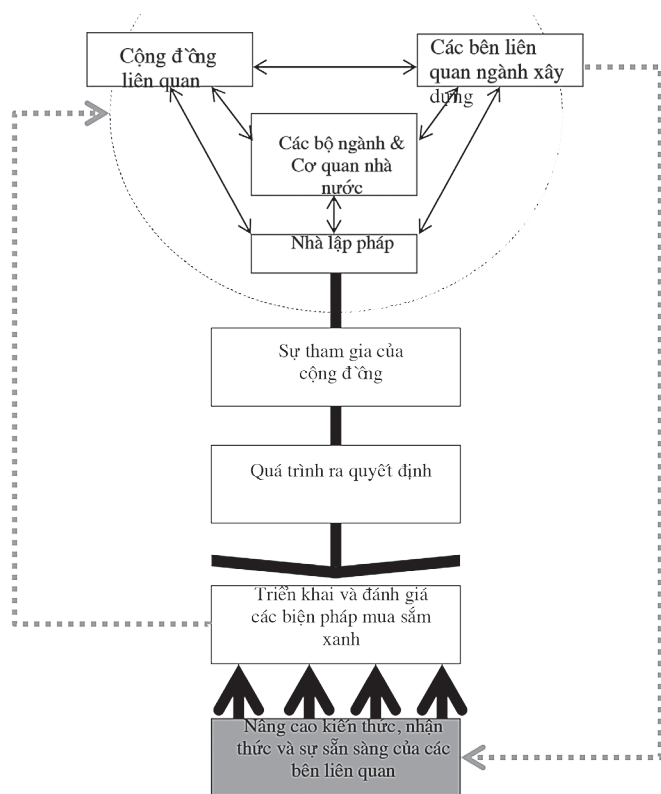 Cộng đồng
liên quan
Các bên liên
quan ngành xây
dựng
Các bộ ngành &
Cơ quan nhà
nước
Nhà lập pháp
Sự tham gia của
cộng đồng
Quá trình ra quyết định
Triển khai và đánh giá
các biện pháp mua sắm
xanh
Nâng cao kiến thức, nhận
thức và sự sẵn sàng của các
bên liên quan